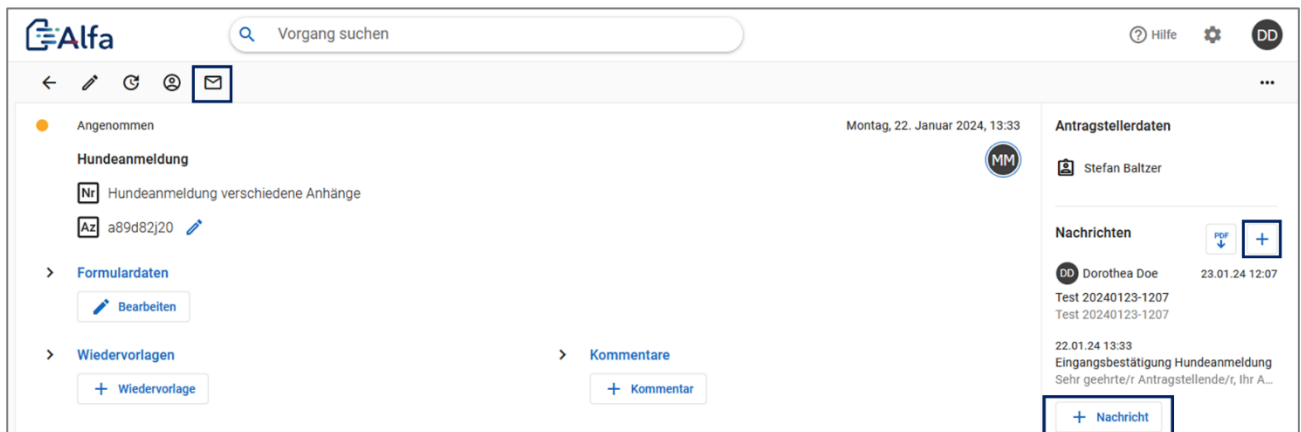 Alfa
Vorgang suchen
Hilfe
DD
Angenommen
Montag, 22. Januar 2024, 13:33
Hundeanmeldung
MM
Nr Hundeanmeldung verschiedene Anhänge
Az a89d82j20
Formulardaten
Bearbeiten
Wiedervorlagen
+ Wiedervorlage
Kommentare
+ Kommentar
Antragstellerdaten
Stefan Baltzer
Nachrichten
PDF
+
DD Dorothea Doe 23.01.24 12:07
Test 20240123-1207
Test 20240123-1207
22.01.24 13:33
Eingangsbestätigung Hundeanmeldung
Sehr geehrte/r Antragstellende/r, Ihr A...
+ Nachricht